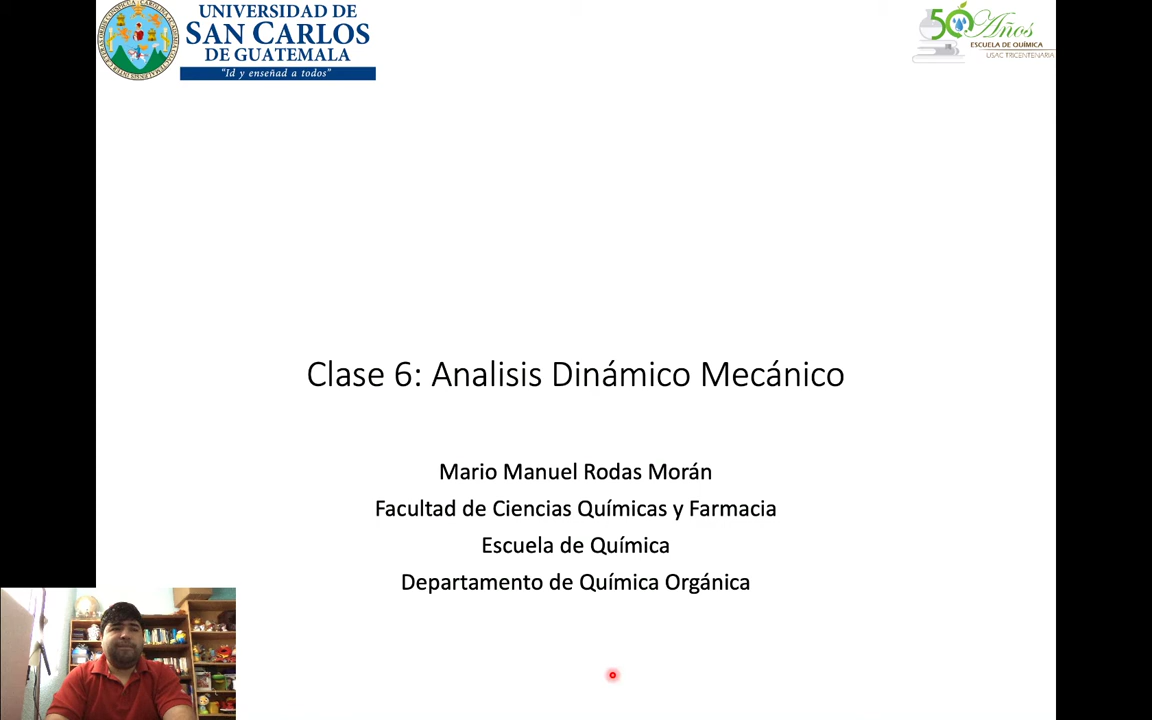 UNIVERSIDAD DE
SAN CARLOS
DE GUATEMALA
"Id y enseñad a todos"
50 Años
ESCUELA DE QUÍMICA
USAC TRICENTENARIA
Clase 6: Analisis Dinámico Mecánico
Mario Manuel Rodas Morán
Facultad de Ciencias Químicas y Farmacia
Escuela de Química
Departamento de Química Orgánica